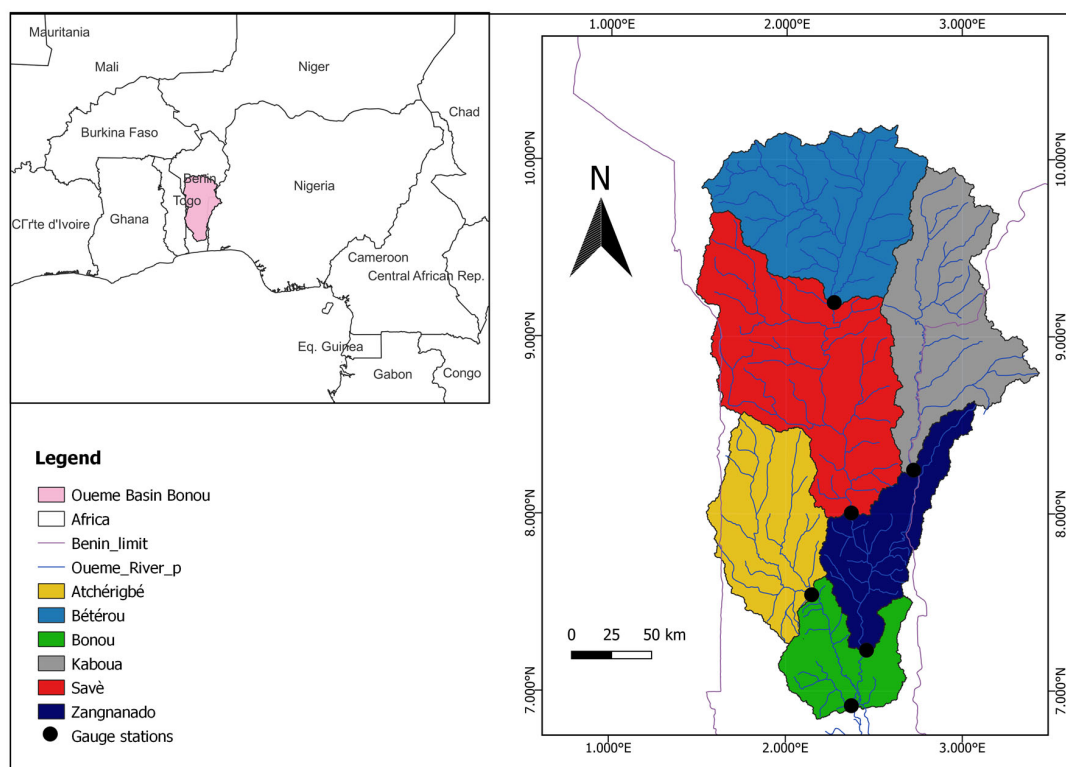 Mauritania
Mali
Niger
Chad
Burkina Faso
Benin
Nigeria
Togo
Ghana
CГґte d'Ivoire
Cameroon
Central African Rep.
Eq. Guinea
Gabon
Congo
Legend
Oueme Basin Bonou
Africa
Benin_limit
Oueme_River_p
Atchérigbé
Bétérou
Bonou
Kaboua
Savè
Zangnanado
Gauge stations
1.000°E 2.000°E 3.000°E
10.000°N 10.000°N
9.000°N 9.000°N
8.000°N 8.000°N
7.000°N 7.000°N
N
0 25 50 km
1.000°E 2.000°E 3.000°E